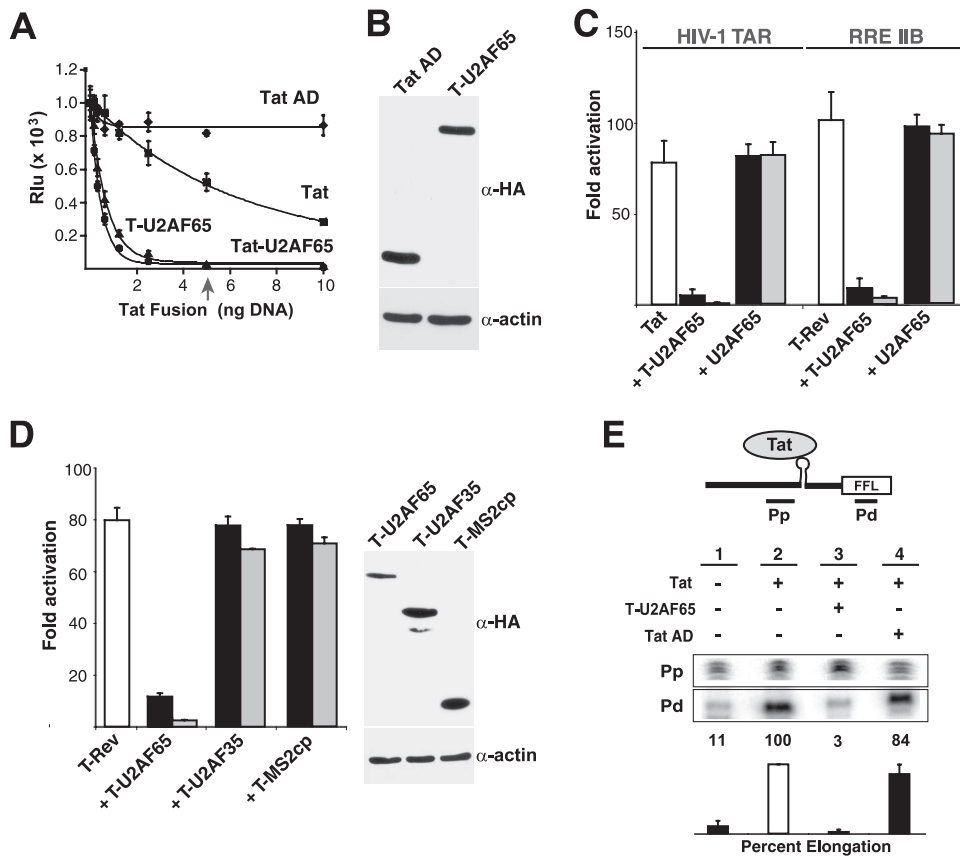 A
Rlu (x 10³)
1.2
1.0
0.8
0.6
0.4
0.2
Tat AD
Tat
T-U2AF65
Tat-U2AF65
2 4 6 8 10
Tat Fusion (ng DNA)
B
Tat AD
T-U2AF65
α-HA
α-actin
C
Fold activation
150
100
50
HIV-1 TAR
RRE IIB
Tat
+ T-U2AF65
+ U2AF65
T-Rev
+ T-U2AF65
+ U2AF65
D
Fold activation
100
80
60
40
20
T-Rev
+ T-U2AF65
+ T-U2AF35
+ T-MS2cp
T-U2AF65
T-U2AF35
T-MS2cp
α-HA
α-actin
E
Tat
FFL
Pp Pd
1 2 3 4
Tat - + + +
T-U2AF65 - - + -
Tat AD - - - +
Pp
Pd
11 100 3 84
Percent Elongation